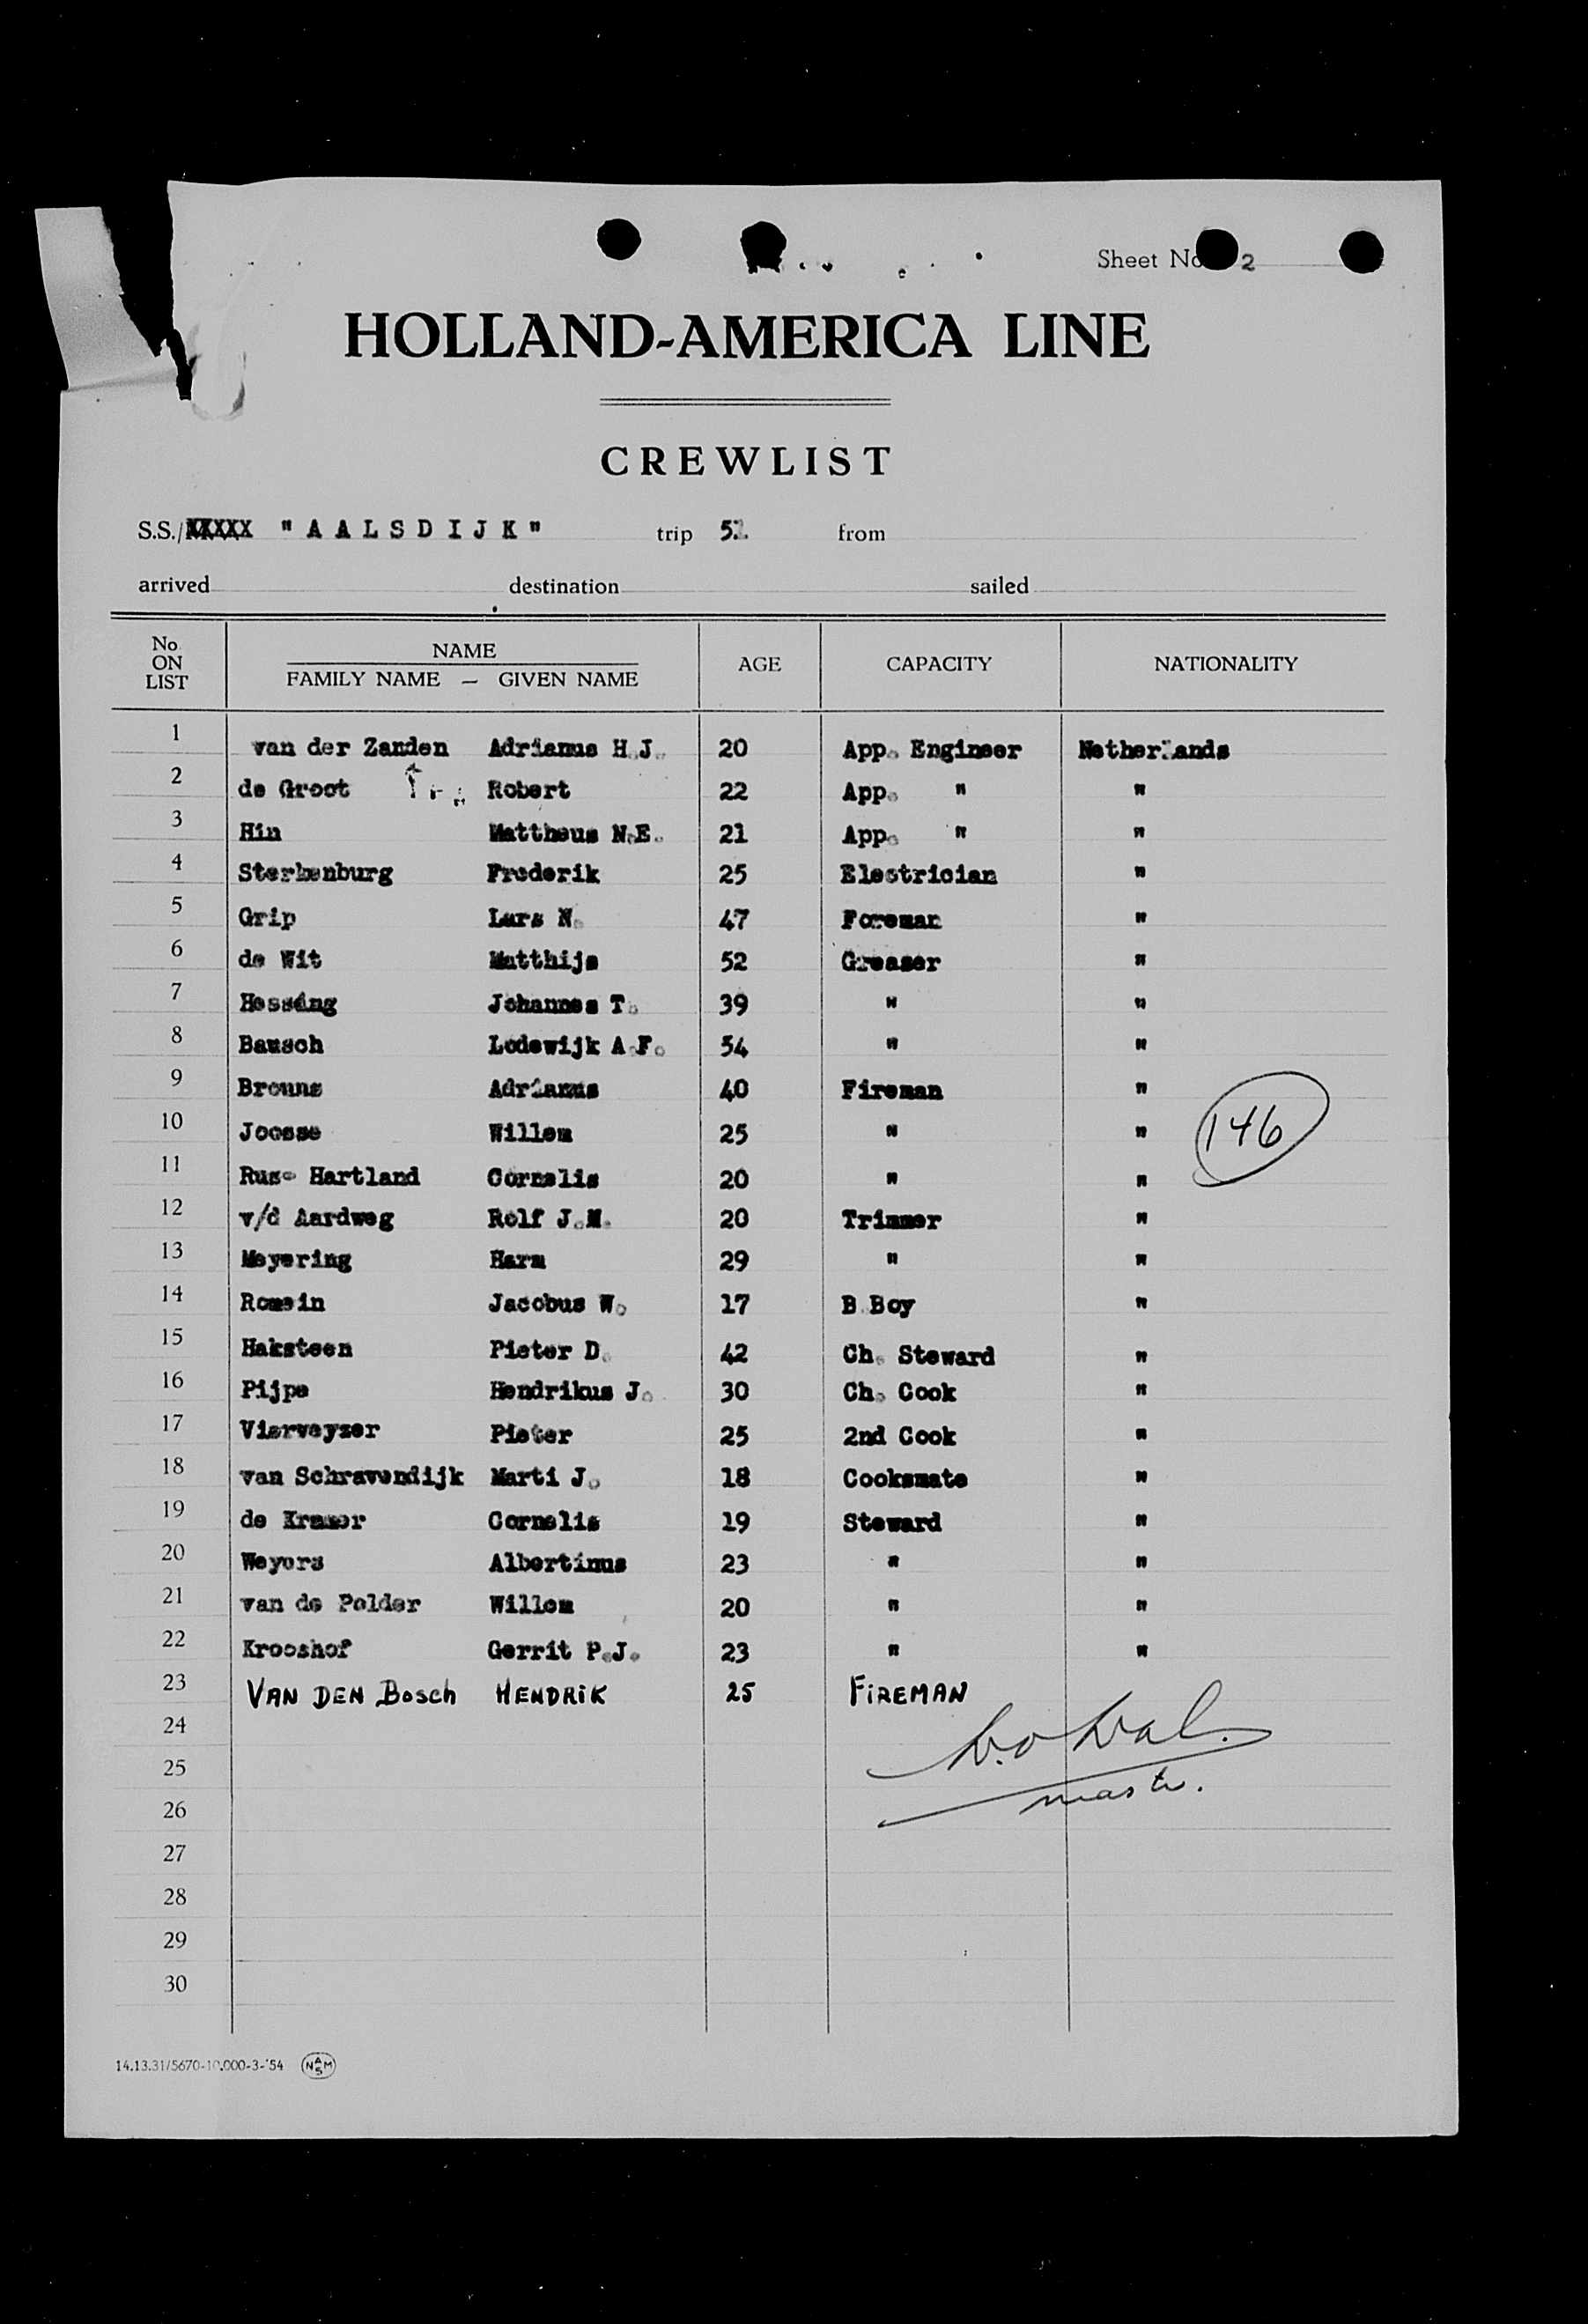 Sheet No 2
HOLLAND-AMERICA LINE
CREWLIST
S.S./XXXXX "AALSDIJK" trip 52 from
arrived destination sailed
No ON LIST NAME FAMILY NAME — GIVEN NAME AGE CAPACITY NATIONALITY
1 van der Zanden Adrianus H.J. 20 App. Engineer Netherlands
2 de Groot Robert 22 App. " "
3 Hin Mattheus N.E. 21 App. " "
4 Sterkenburg Frederik 25 Electrician "
5 Grip Lars N. 47 Foreman "
6 de Wit Matthijs 52 Greaser "
7 Hessing Johannes T. 39 " "
8 Bausch Lodewijk A.F. 54 " "
9 Brouns Adrianus 40 Fireman "
10 Joosse Willem 25 " " 146
11 Hartland Cornelis 20 " "
12 v/d Aardweg Rolf J.M. 20 Trimmer "
13 Meyering Harm 29 " "
14 Romein Jacobus W. 17 B.Boy "
15 Haksteen Pieter D. 42 Ch. Steward "
16 Pijpe Hendrikus J. 30 Ch. Cook "
17 Vierveyzer Pieter 25 2nd Cook "
18 van Schravendijk Marti J. 18 Cooksmate "
19 de Kramer Cornelis 19 Steward "
20 Weyers Albertinus 23 " "
21 van de Polder Willem 20 " "
22 Krooshof Gerrit P.J. 23 " "
23 VAN DEN Bosch HENDRIK 25 FIREMAN
24
25
26
27
28
29
30
14.13.31/5670-10.000-3-'54 NASM